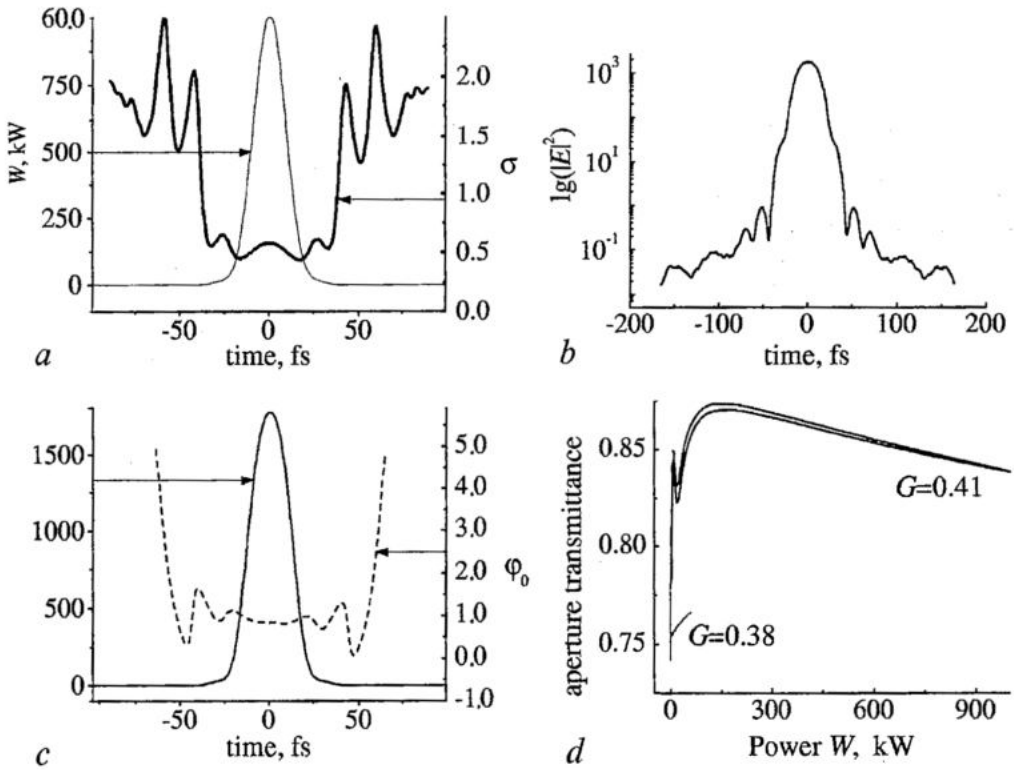 60.0
750
500
250
0
W, kW
2.0
1.5
1.0
0.5
0.0
σ
-50 0 50
time, fs
a
10³
10¹
10⁻¹
lg(|E|²)
-200 -100 0 100 200
time, fs
b
1500
1000
500
0
5.0
4.0
3.0
2.0
1.0
0.0
-1.0
φ₀
-50 0 50
time, fs
c
0.85
0.80
0.75
aperture transmittance
G=0.41
G=0.38
0 300 600 900
Power W, kW
d